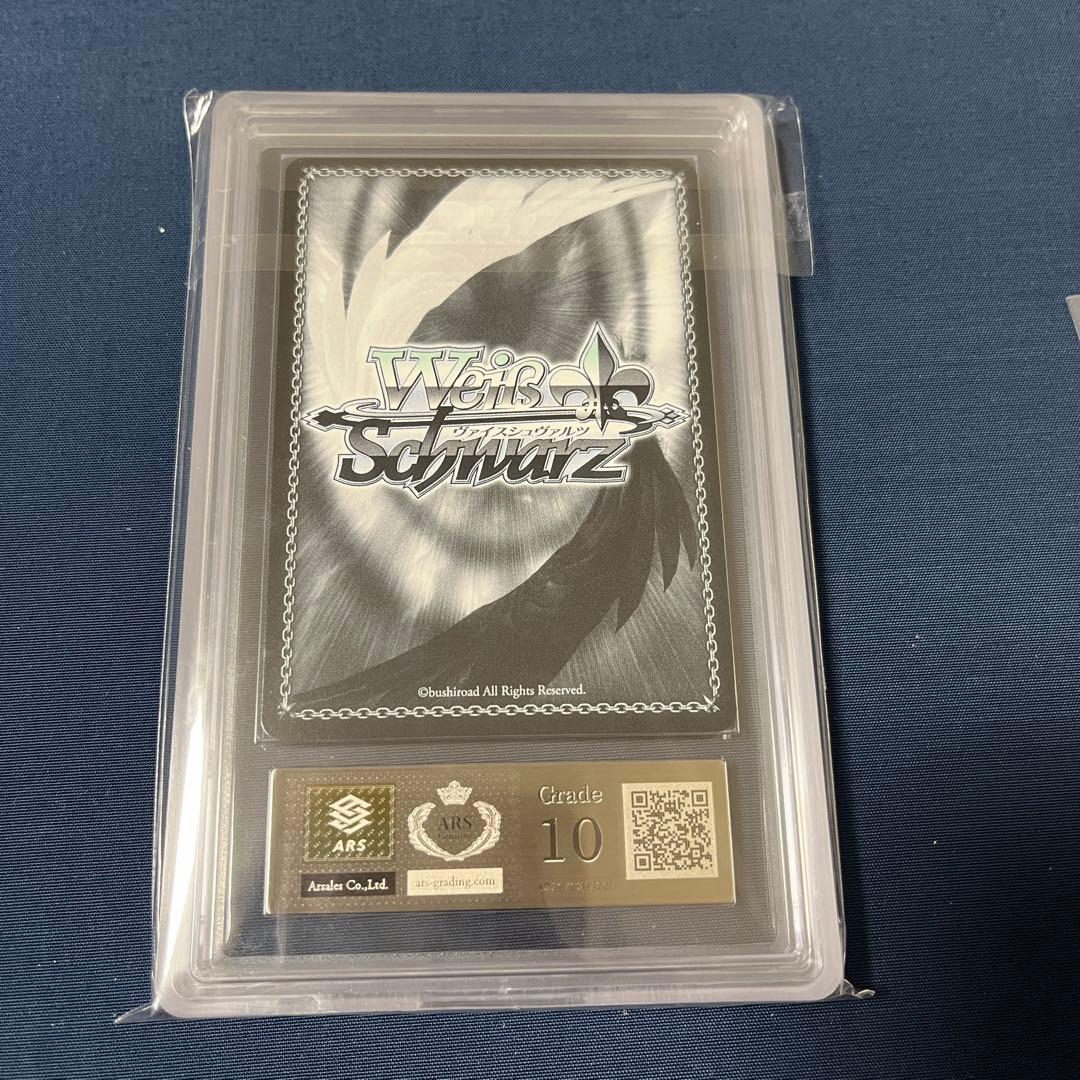 Weiß
ヴァイスシュヴァルツ
Schwarz
©bushiroad All Rights Reserved.
ARS
Arsales Co.,Ltd.
ARS
Genuine
ars-grading.com
Grade
10